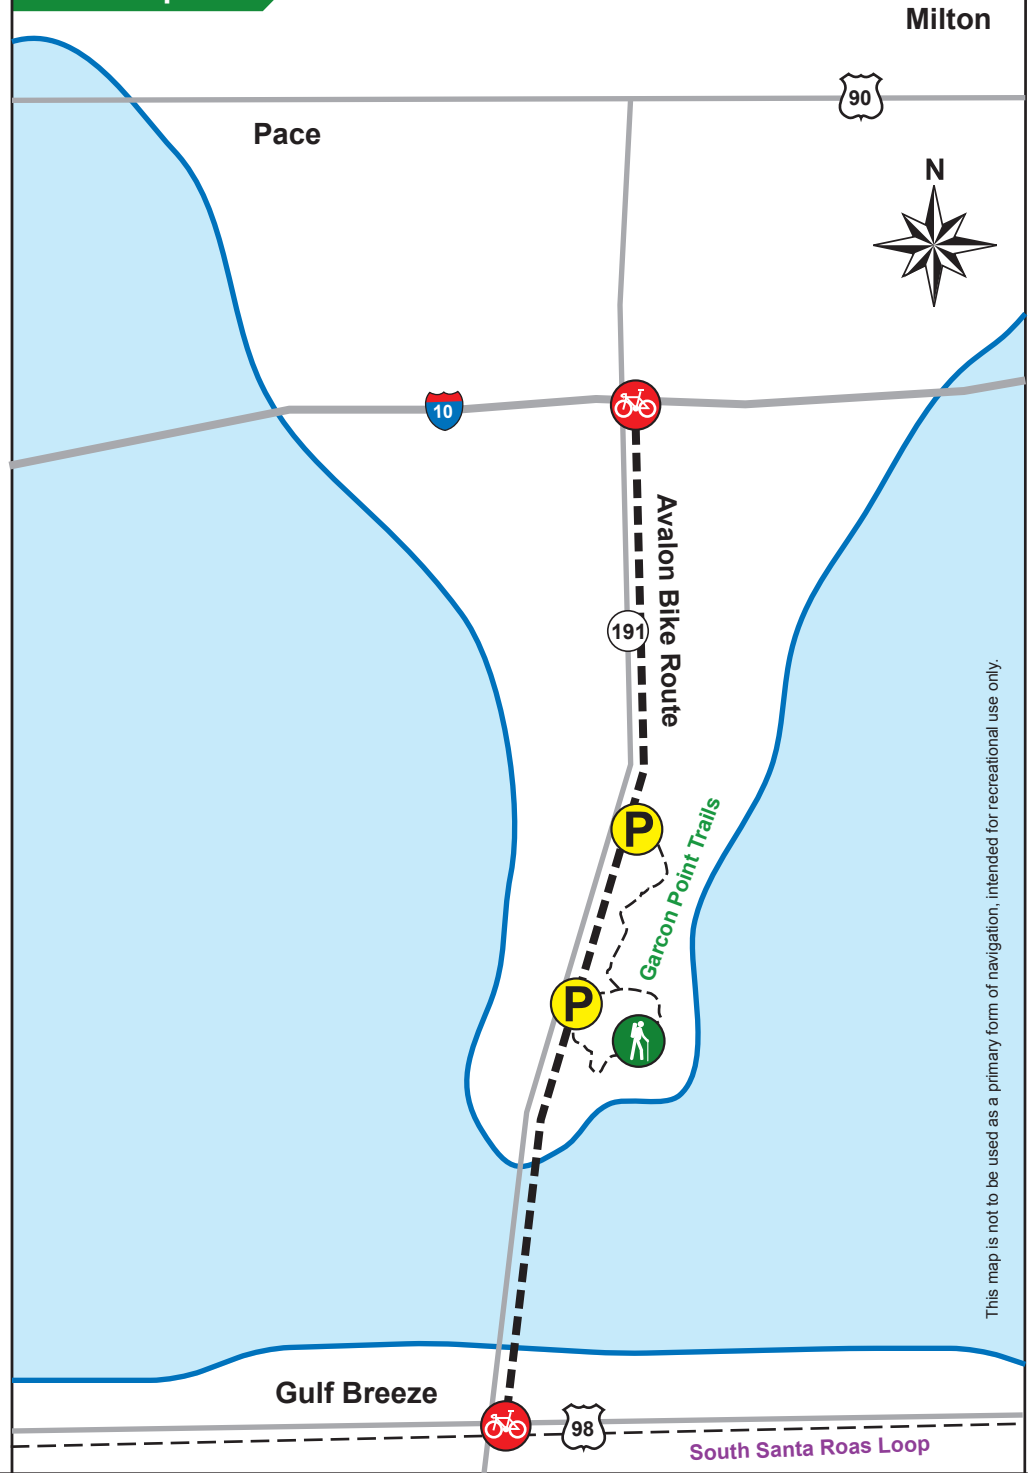 Milton
90
Pace
N
10
Avalon Bike Route
191
P
Garcon Point Trails
P
This map is not to be used as a primary form of navigation, intended for recreational use only.
Gulf Breeze
98
South Santa Roas Loop